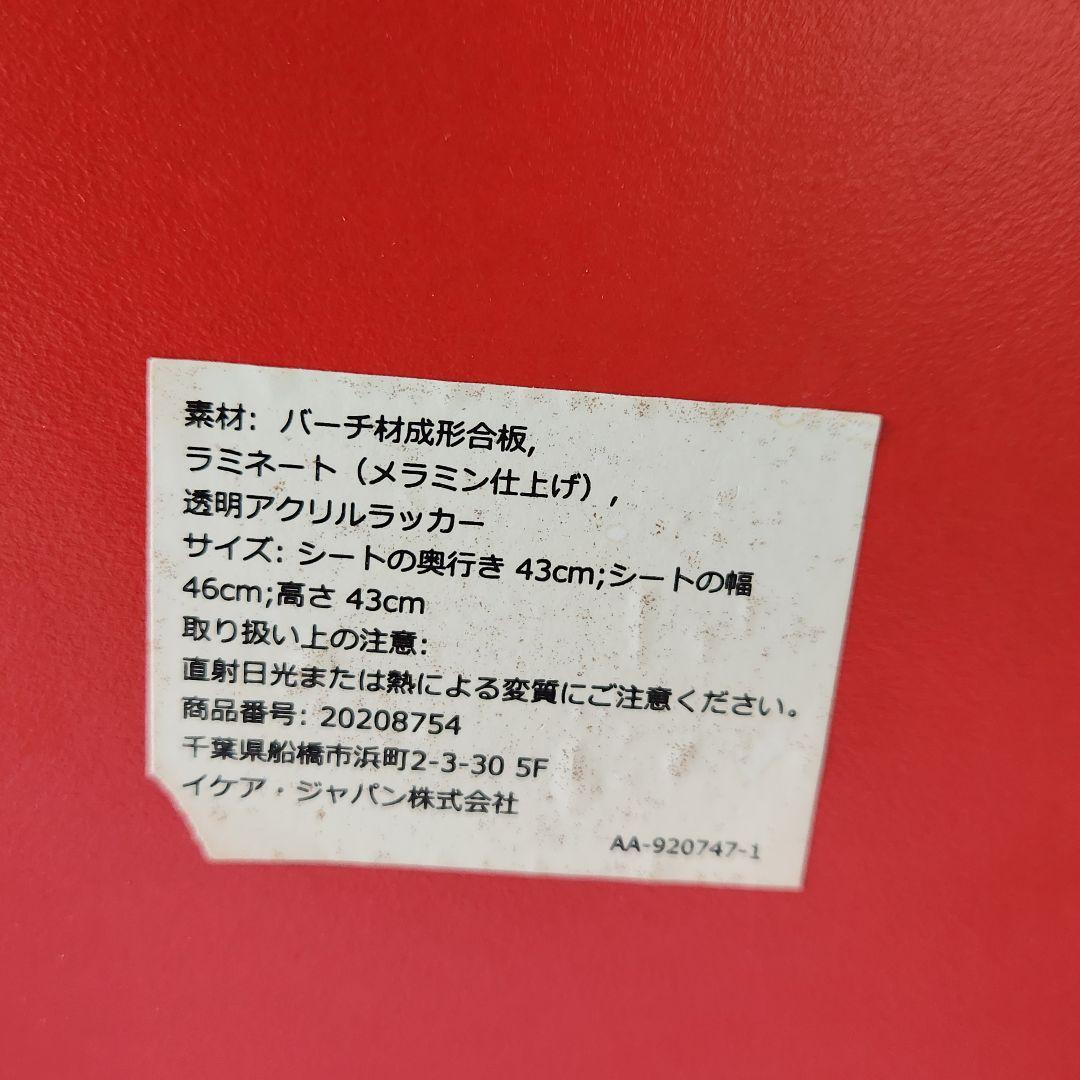 素材: バーチ材成形合板,
ラミネート（メラミン仕上げ）,
透明アクリルラッカー
サイズ: シートの奥行き 43cm;シートの幅
46cm;高さ 43cm
取り扱い上の注意:
直射日光または熱による変質にご注意ください。
商品番号: 20208754
千葉県船橋市浜町2-3-30 5F
イケア・ジャパン株式会社
AA-920747-1